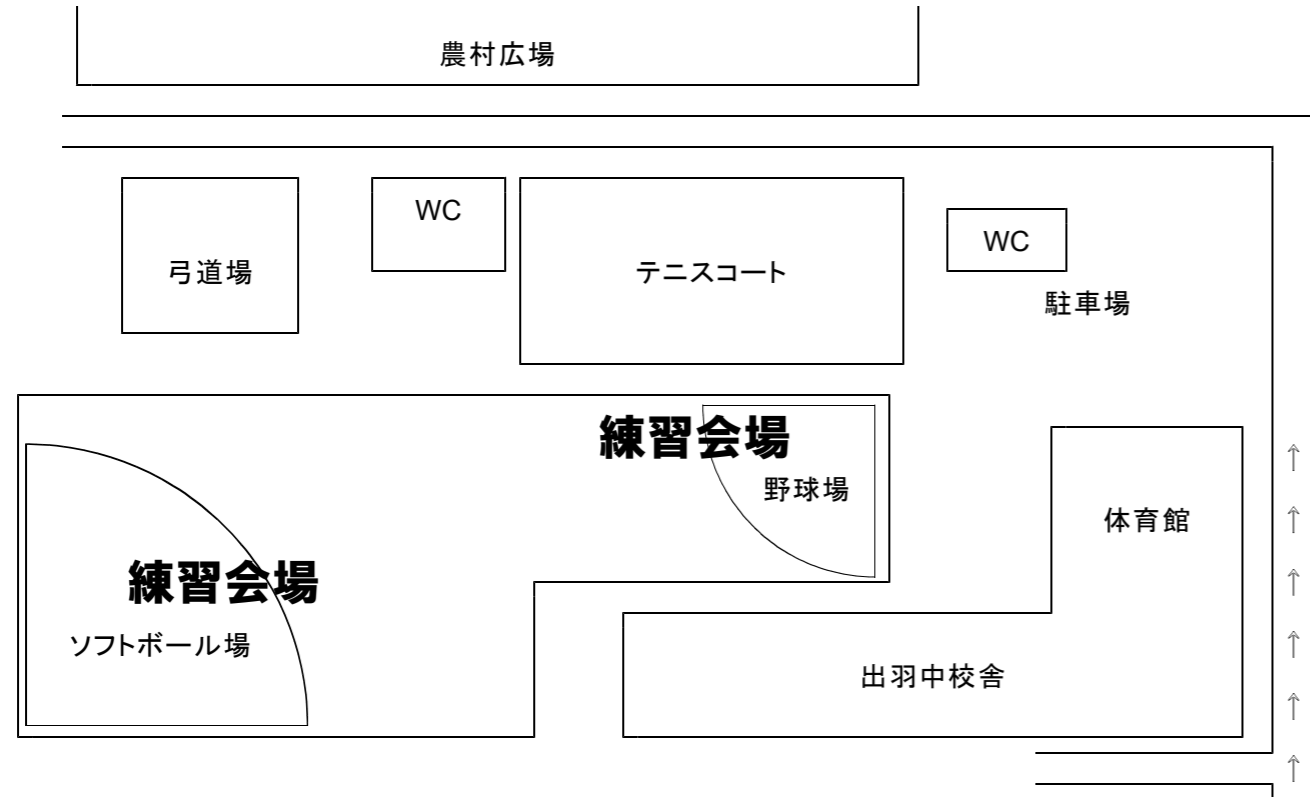 農村広場
WC
WC
弓道場
テニスコート
駐車場
練習会場
野球場
体育館
練習会場
ソフトボール場
出羽中校舎
↑
↑
↑
↑
↑
↑